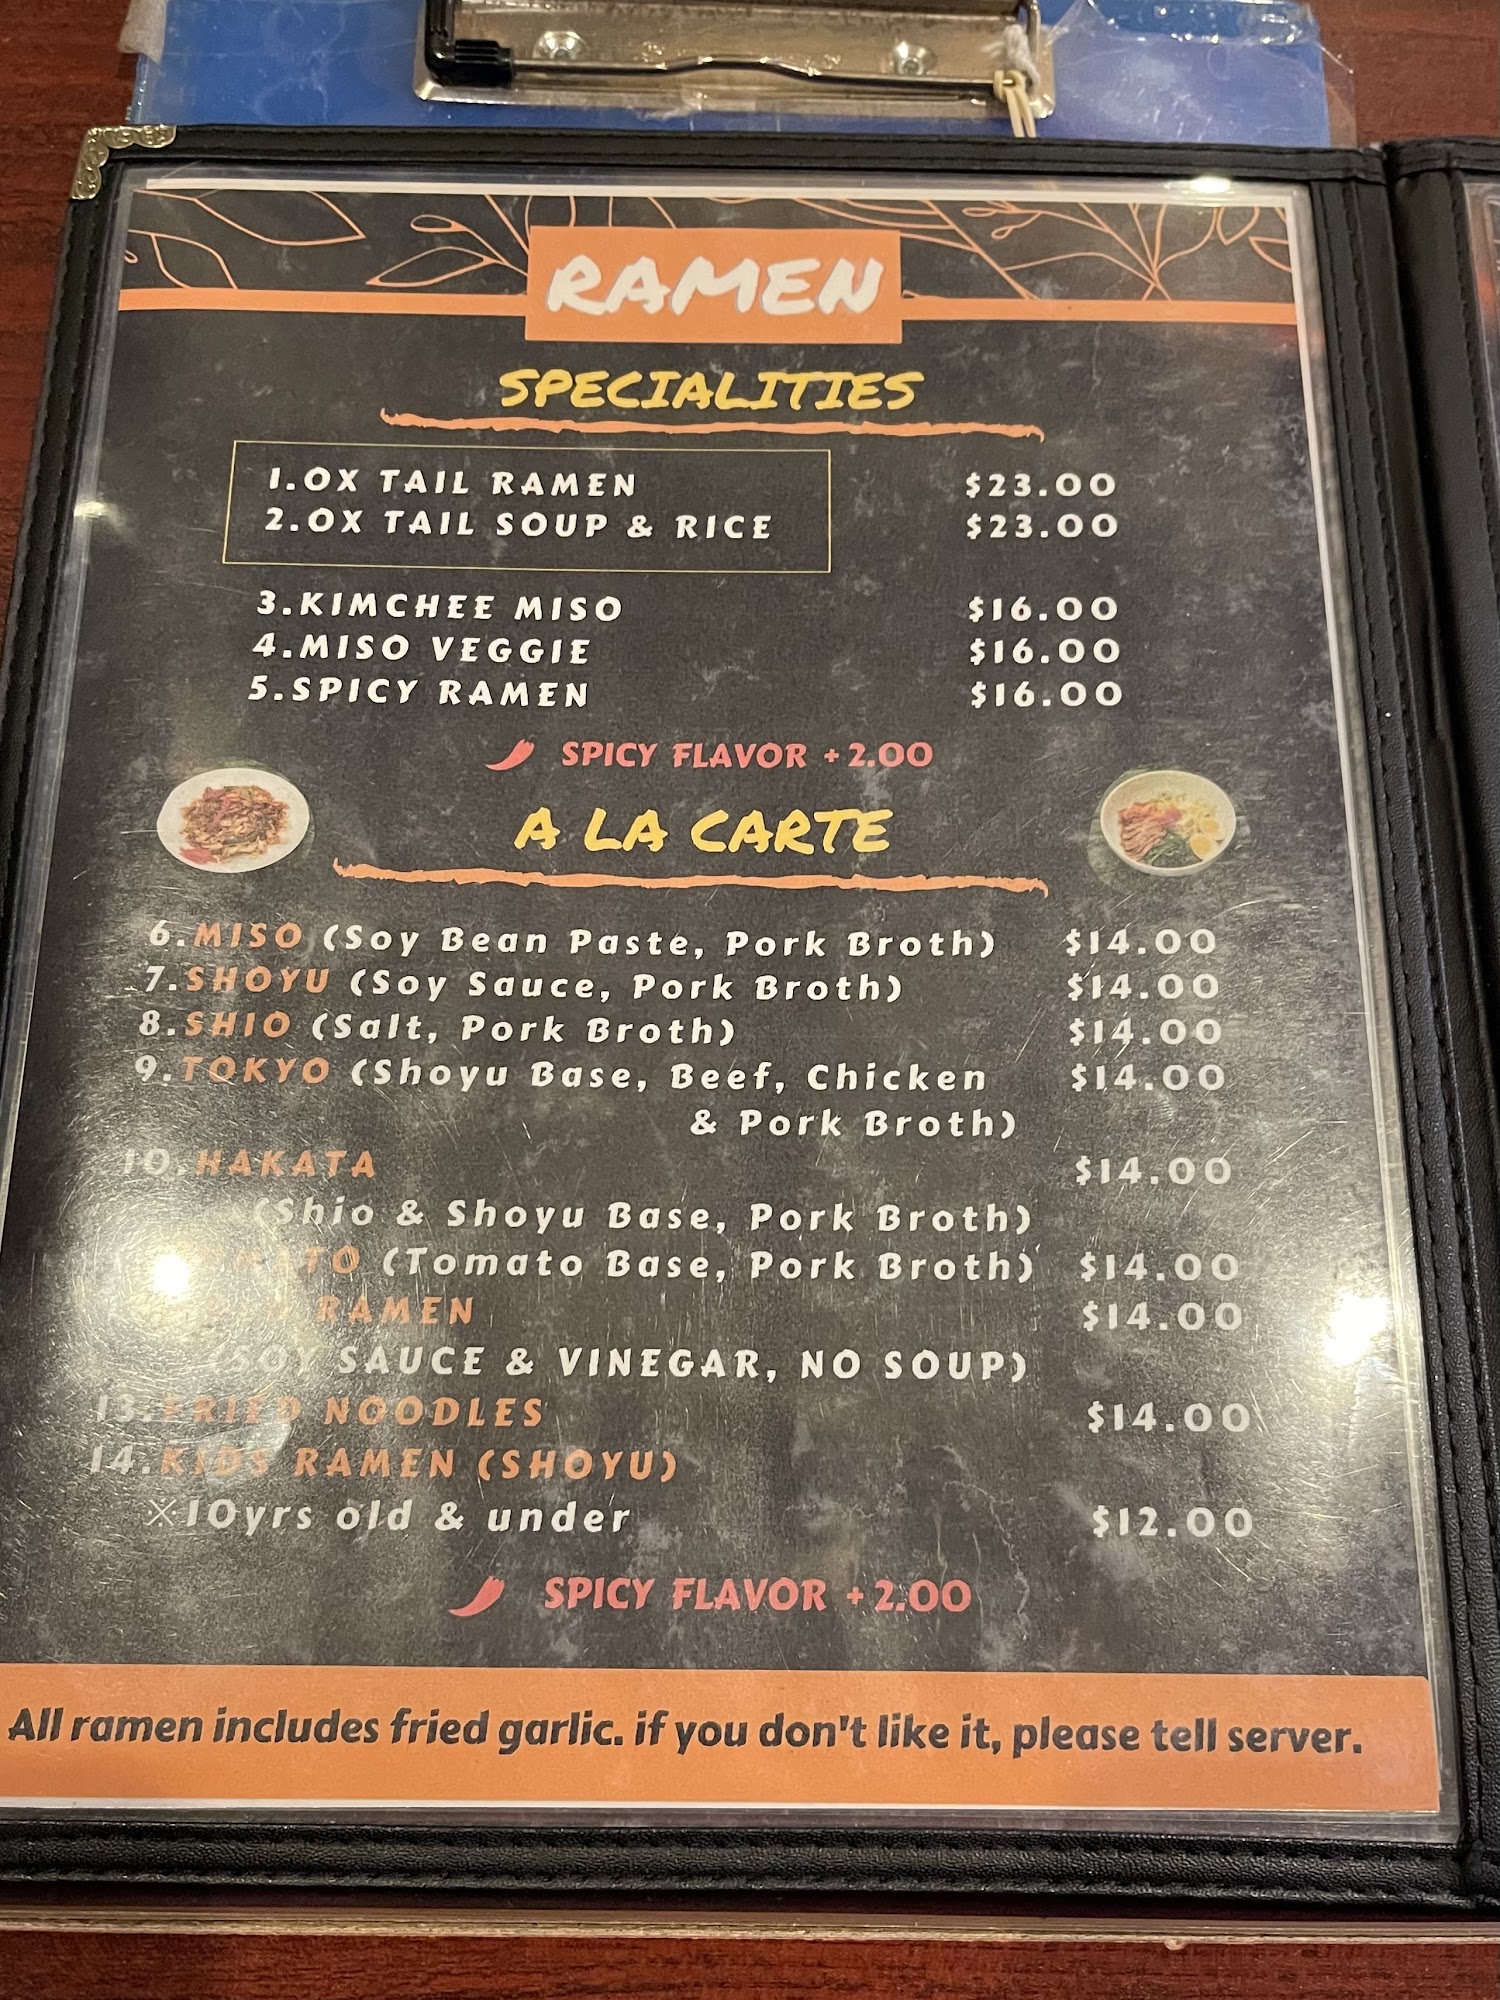 RAMEN
SPECIALITIES
1.OX TAIL RAMEN $23.00
2.OX TAIL SOUP & RICE $23.00
3.KIMCHEE MISO $16.00
4.MISO VEGGIE $16.00
5.SPICY RAMEN $16.00
SPICY FLAVOR +2.00
A LA CARTE
6.MISO (Soy Bean Paste, Pork Broth) $14.00
7.SHOYU (Soy Sauce, Pork Broth) $14.00
8.SHIO (Salt, Pork Broth) $14.00
9.TOKYO (Shoyu Base, Beef, Chicken $14.00
& Pork Broth)
10.HAKATA $14.00
(Shio & Shoyu Base, Pork Broth)
(Tomato Base, Pork Broth) $14.00
RAMEN $14.00
(SOY SAUCE & VINEGAR, NO SOUP)
13.FRIED NOODLES $14.00
14.KIDS RAMEN (SHOYU)
※10yrs old & under $12.00
SPICY FLAVOR +2.00
All ramen includes fried garlic. if you don't like it, please tell server.